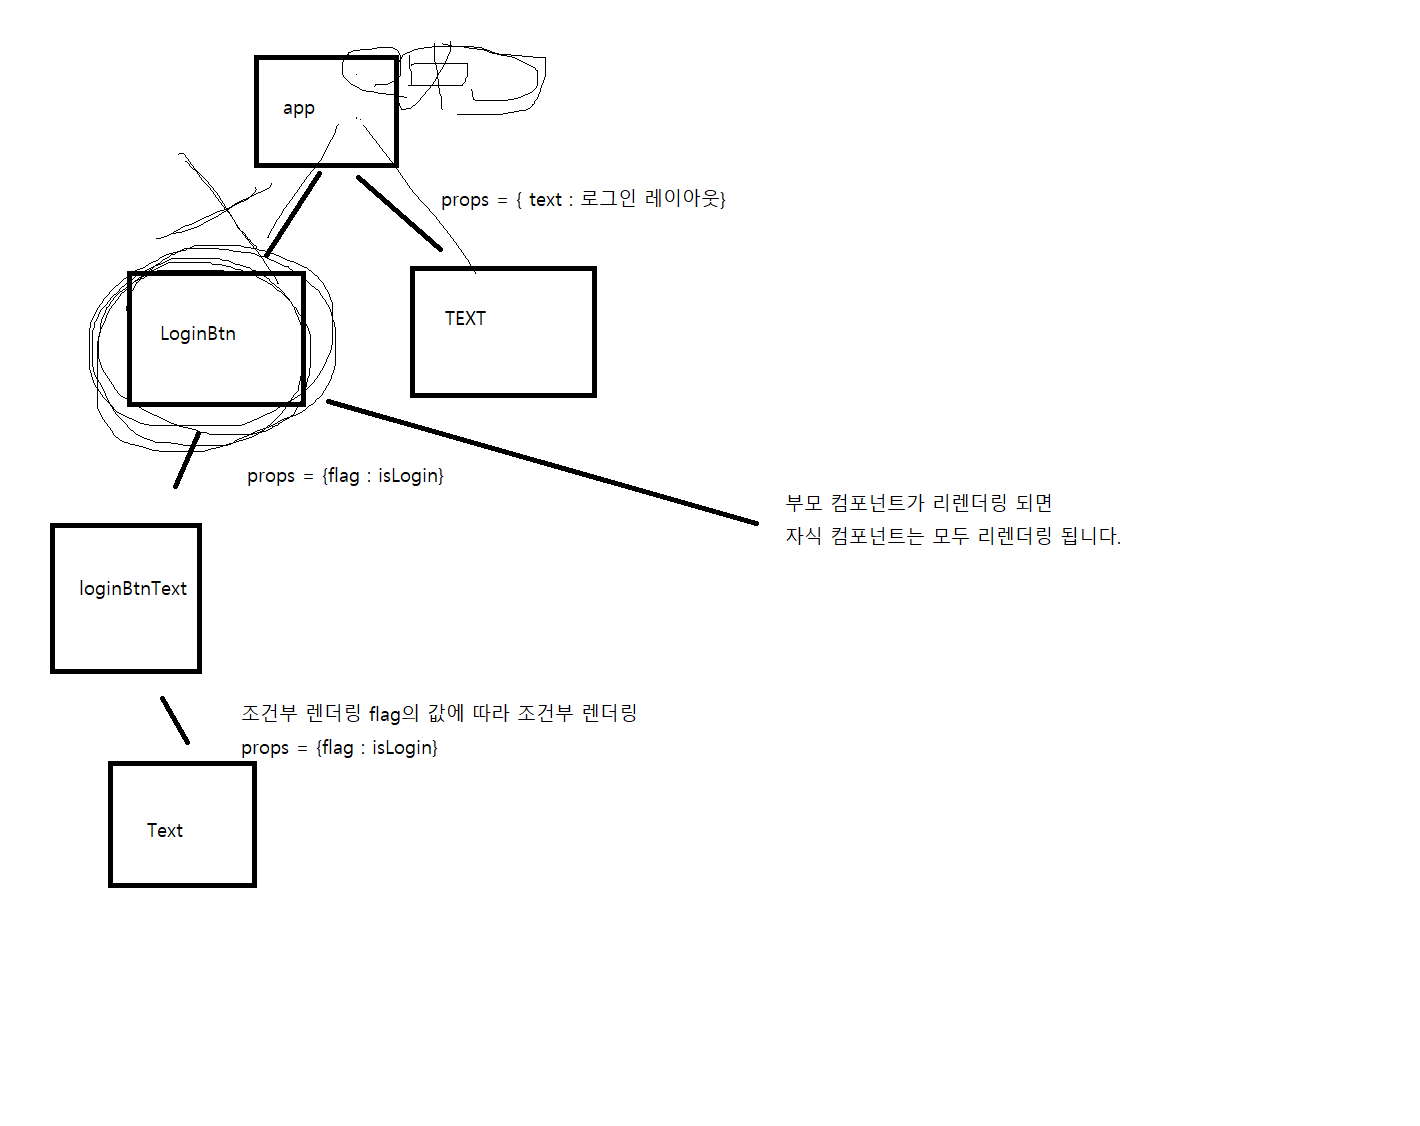 app
props = { text : 로그인 레이아웃}
LoginBtn
TEXT
props = {flag : isLogin}
부모 컴포넌트가 리렌더링 되면
자식 컴포넌트는 모두 리렌더링 됩니다.
loginBtnText
조건부 렌더링 flag의 값에 따라 조건부 렌더링
props = {flag : isLogin}
Text